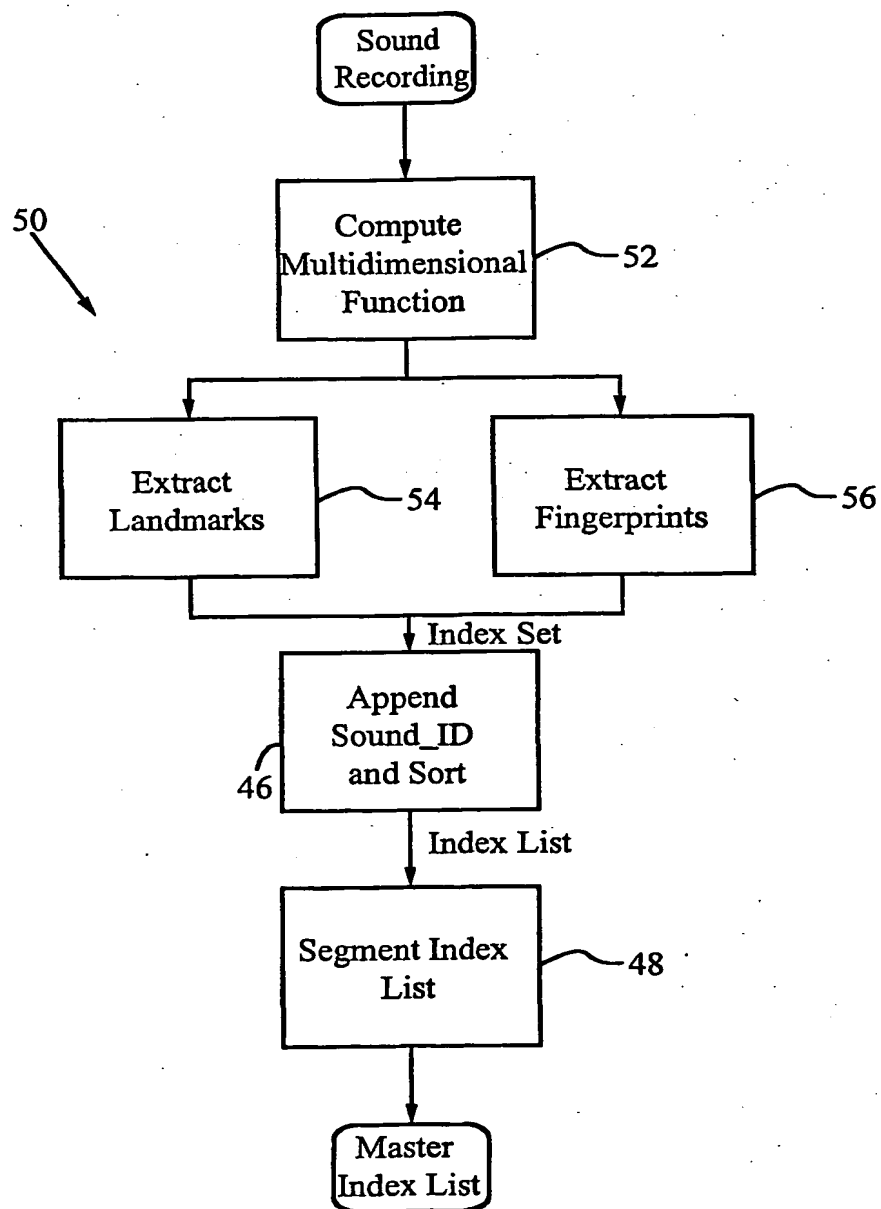 Sound
Recording
50
Compute
Multidimensional
Function
52
Extract
Landmarks
54
Extract
Fingerprints
56
Index Set
Append
Sound_ID
and Sort
46
Index List
Segment Index
List
48
Master
Index List